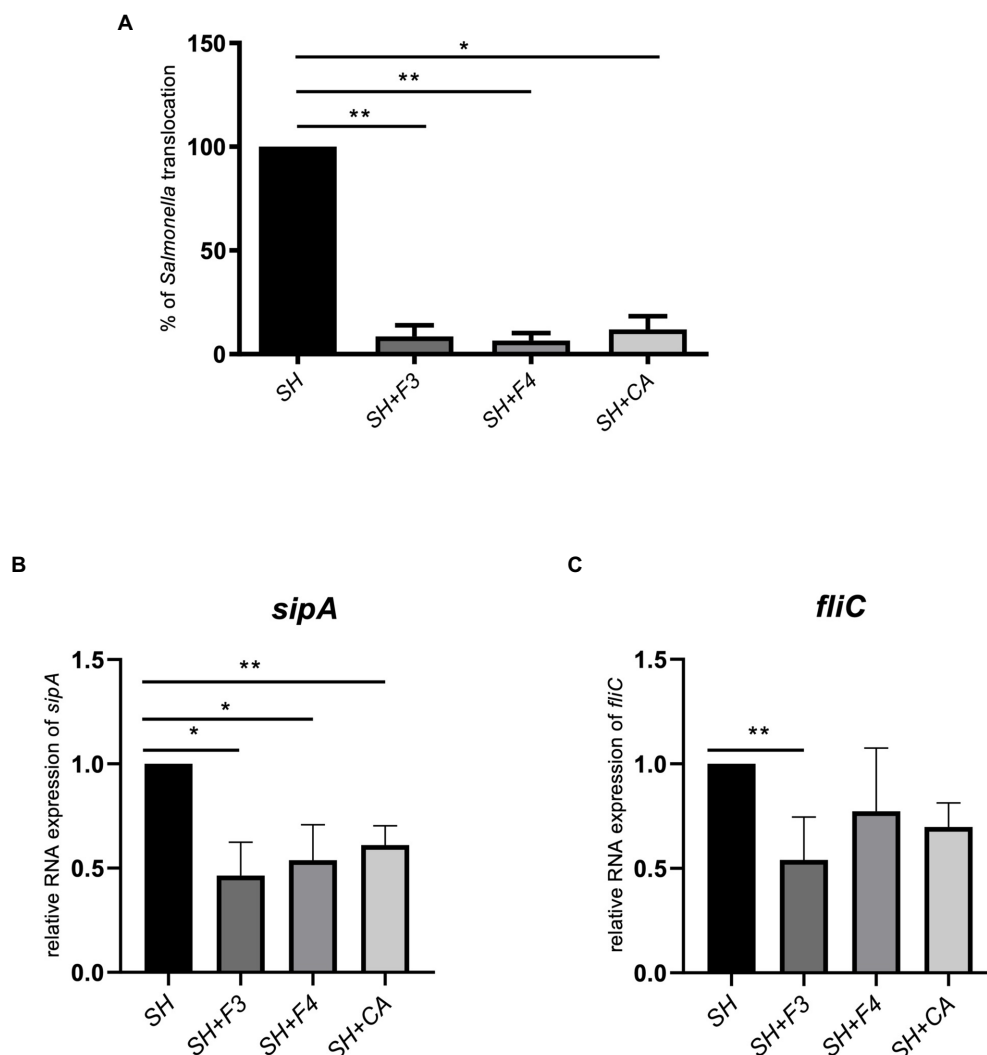 A
% of Salmonella translocation
150
100
50
0
*
**
**
SH
SH+F3
SH+F4
SH+CA
B
sipA
relative RNA expression of sipA
1.5
1.0
0.5
0.0
**
*
*
SH
SH+F3
SH+F4
SH+CA
C
fliC
relative RNA expression of fliC
1.5
1.0
0.5
0.0
**
SH
SH+F3
SH+F4
SH+CA